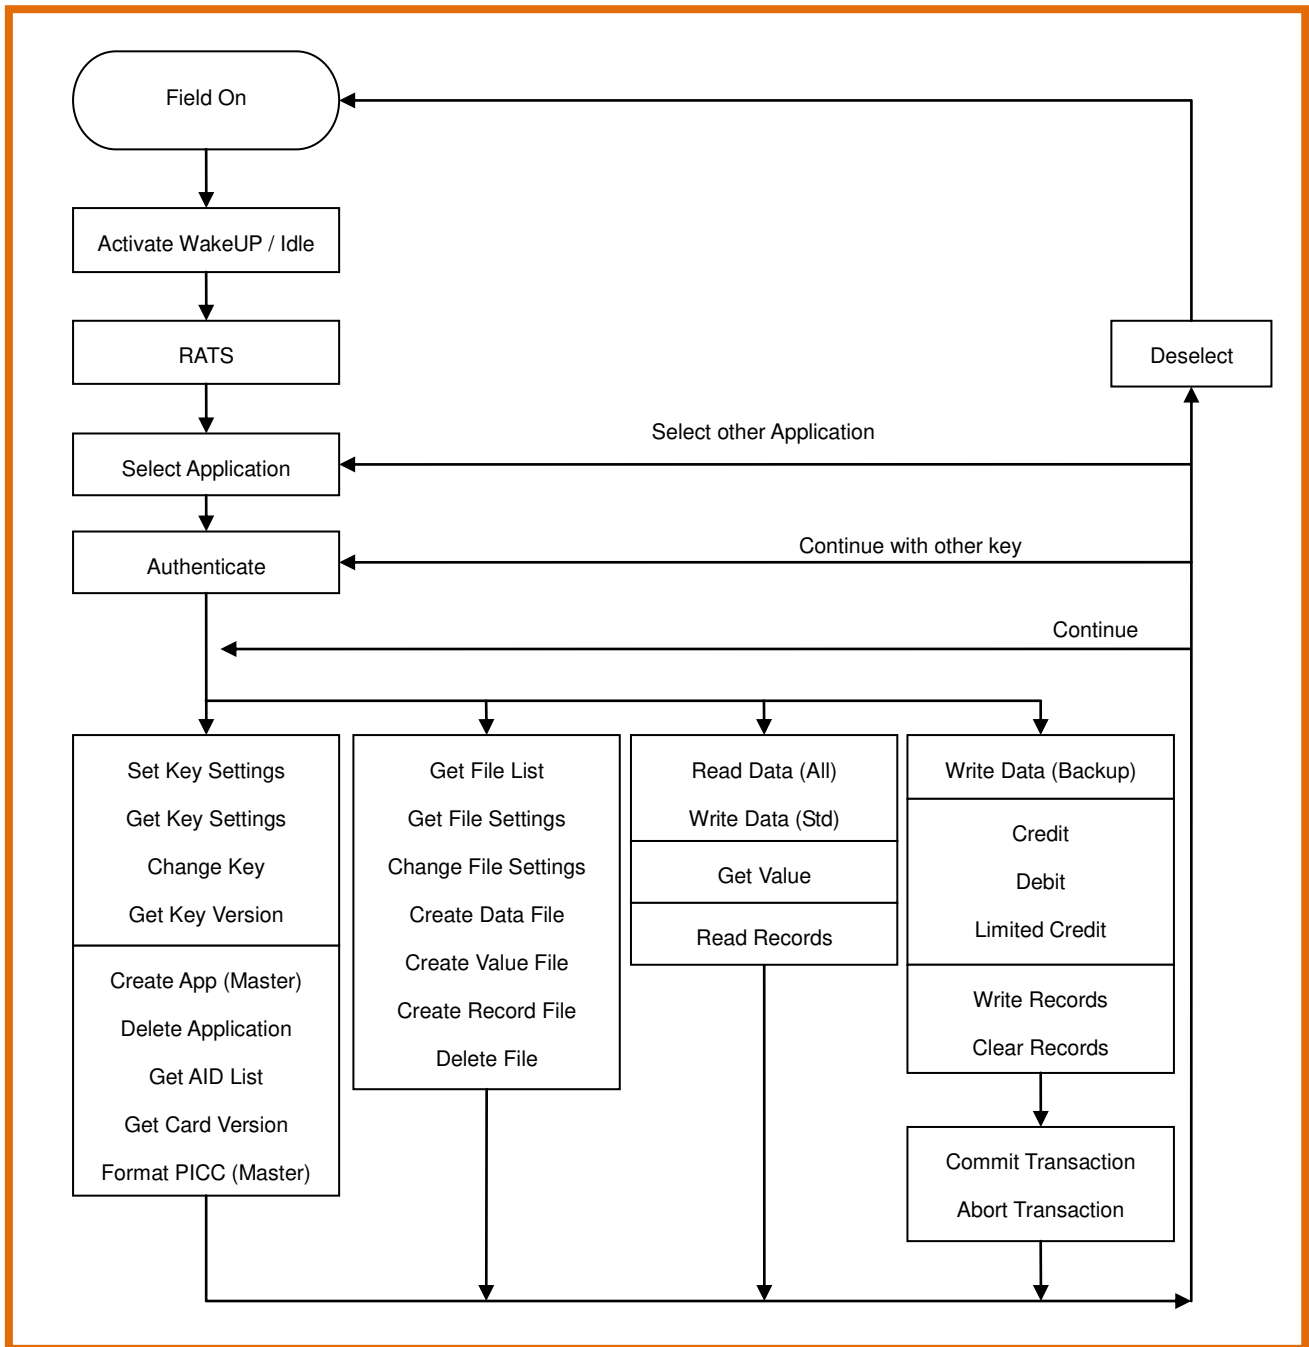 Field On
Activate WakeUP / Idle
RATS
Deselect
Select other Application
Select Application
Continue with other key
Authenticate
Continue
Set Key Settings
Get Key Settings
Change Key
Get Key Version
Create App (Master)
Delete Application
Get AID List
Get Card Version
Format PICC (Master)
Get File List
Get File Settings
Change File Settings
Create Data File
Create Value File
Create Record File
Delete File
Read Data (All)
Write Data (Std)
Get Value
Read Records
Write Data (Backup)
Credit
Debit
Limited Credit
Write Records
Clear Records
Commit Transaction
Abort Transaction